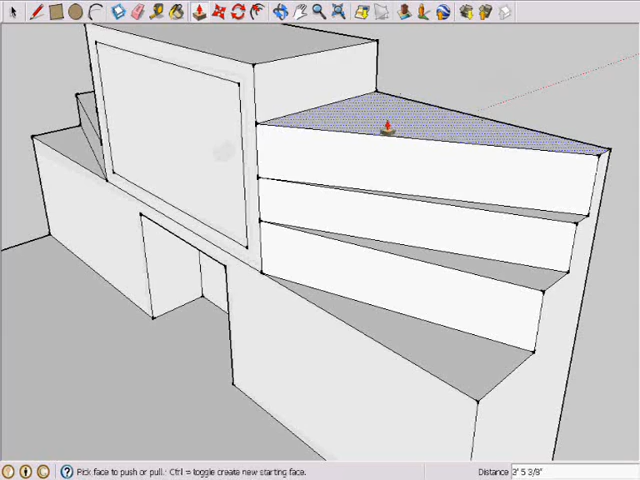 Pick face to push or pull. Ctrl = toggle create new starting face.
Distance 3' 5 3/8"